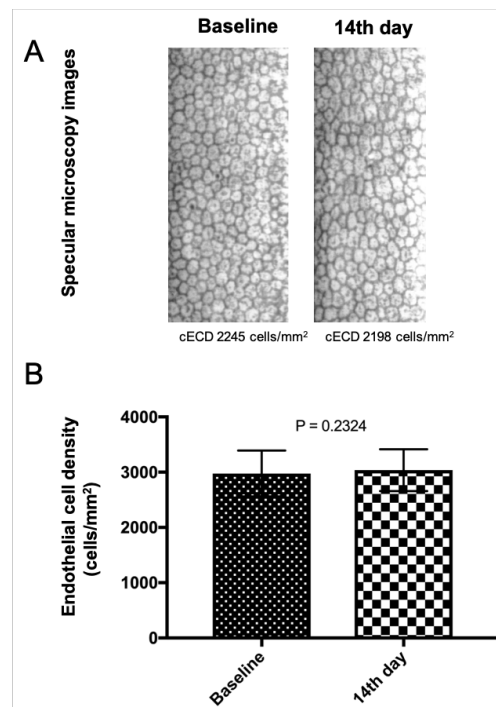 Baseline
14th day
A
Specular microscopy images
cECD 2245 cells/mm²
cECD 2198 cells/mm²
B
4000
3000
2000
1000
0
P = 0.2324
Endothelial cell density
(cells/mm²)
Baseline
14th day